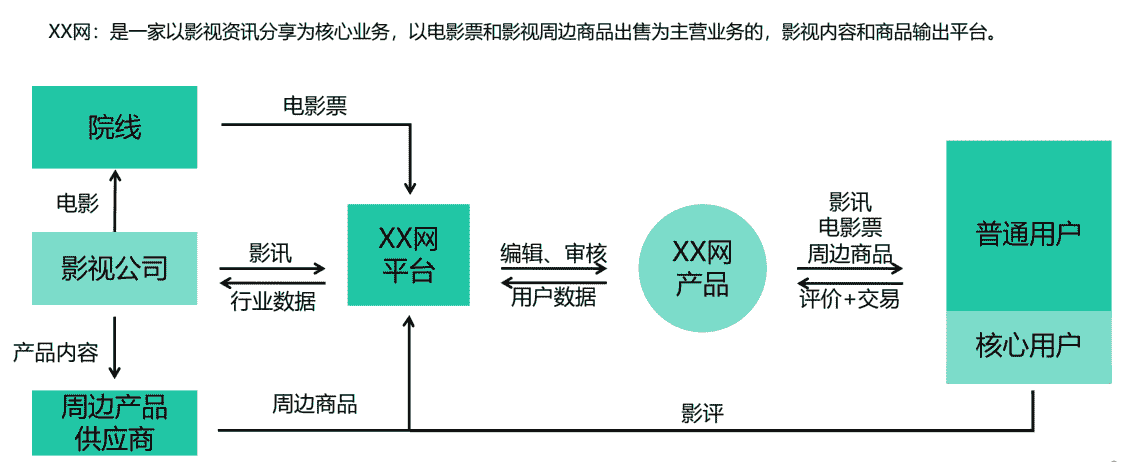 XX网：是一家以影视资讯分享为核心业务，以电影票和影视周边商品出售为主营业务的，影视内容和商品输出平台。
院线
电影票
电影
影视公司
影讯
行业数据
XX网
平台
编辑、审核
用户数据
XX网
产品
影讯
电影票
周边商品
评价+交易
普通用户
核心用户
产品内容
周边产品
供应商
周边商品
影评